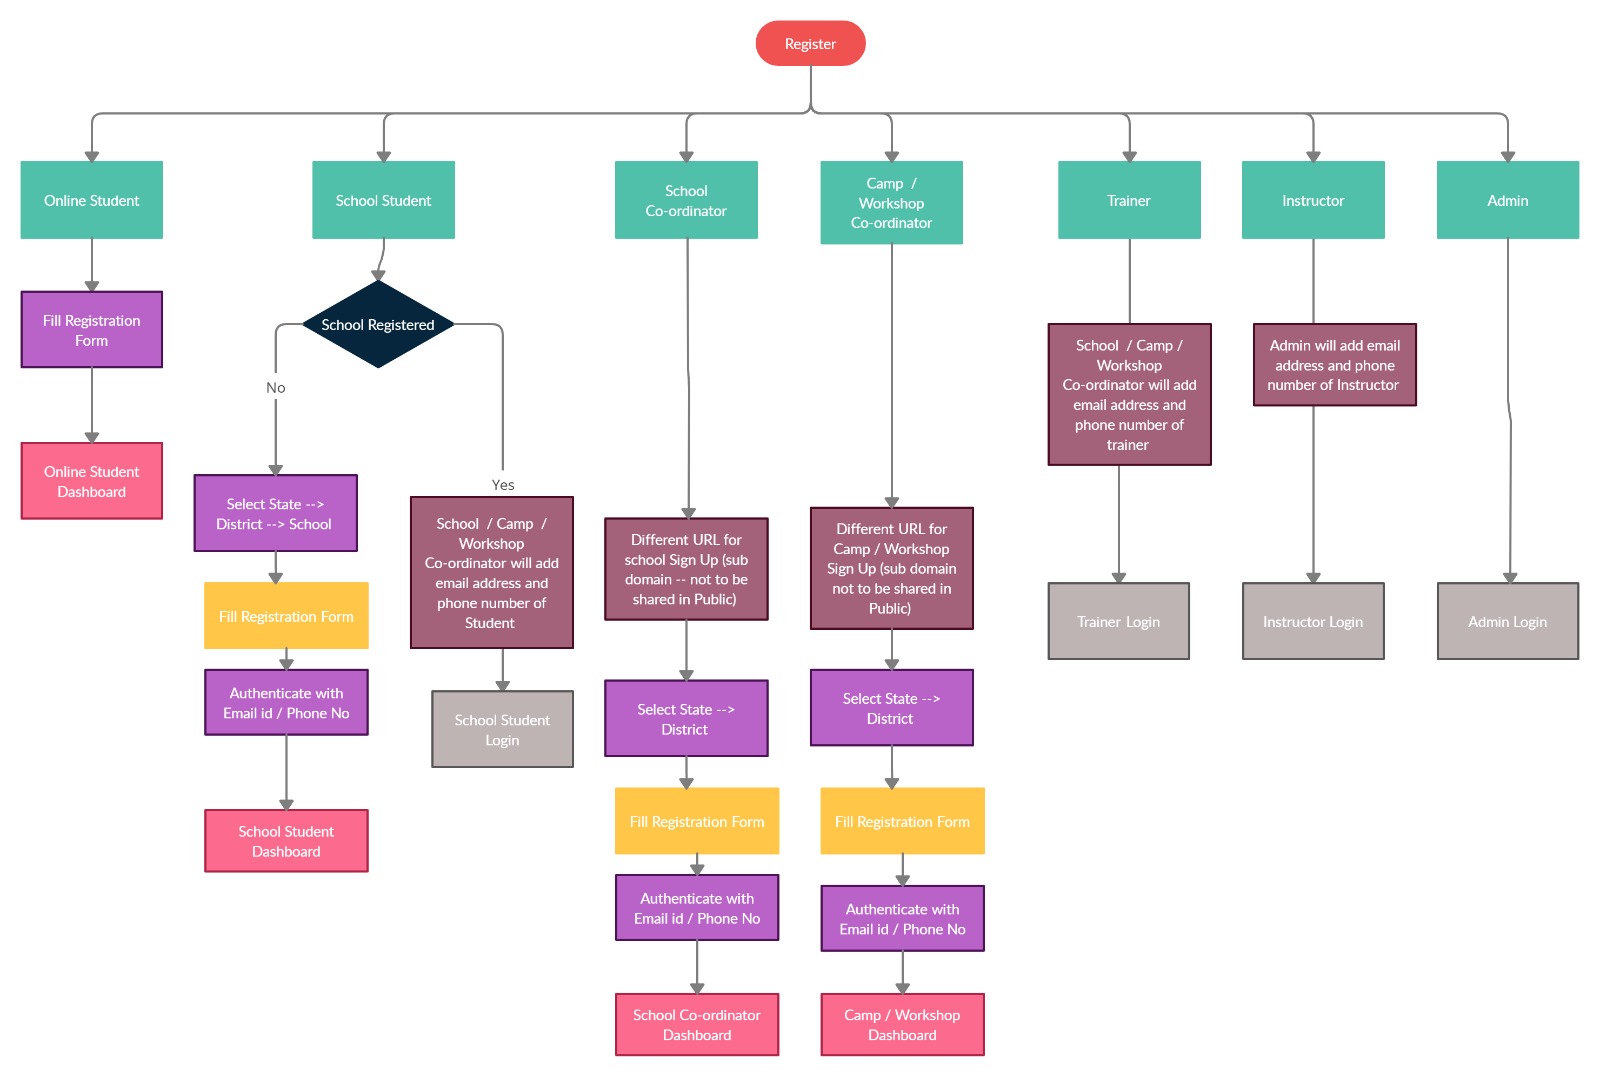 Register
Online Student
School Student
School
Co-ordinator
Camp / 
Workshop
Co-ordinator
Trainer
Instructor
Admin
Fill Registration
Form
Online Student
Dashboard
School Registered
No
Yes
Select State -->
District --> School
Fill Registration Form
Authenticate with
Email id / Phone No
School Student
Dashboard
School / Camp /
Workshop
Co-ordinator will add
email address and
phone number of
Student
School Student
Login
Different URL for
school Sign Up (sub
domain -- not to be
shared in Public)
Select State -->
District
Fill Registration Form
Authenticate with
Email id / Phone No
School Co-ordinator
Dashboard
Different URL for
Camp / Workshop
Sign Up (sub domain
not to be shared in
Public)
Select State -->
District
Fill Registration Form
Authenticate with
Email id / Phone No
Camp / Workshop
Dashboard
School / Camp /
Workshop
Co-ordinator will add
email address and
phone number of
trainer
Trainer Login
Admin will add email
address and phone
number of Instructor
Instructor Login
Admin Login